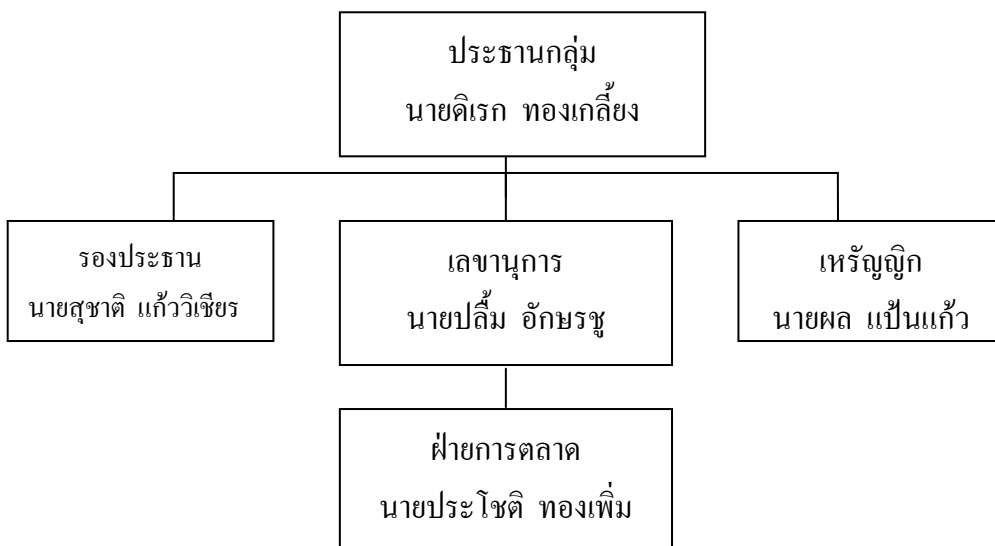 ประธานกลุ่ม
นายดิเรก ทองเกลี้ยง
รองประธาน
นายสุชาติ แก้ววิเชียร
เลขานุการ
นายปลื้ม อักษรชู
เหรัญญิก
นายผล แป้นแก้ว
ฝ่ายการตลาด
นายประโชติ ทองเพิ่ม